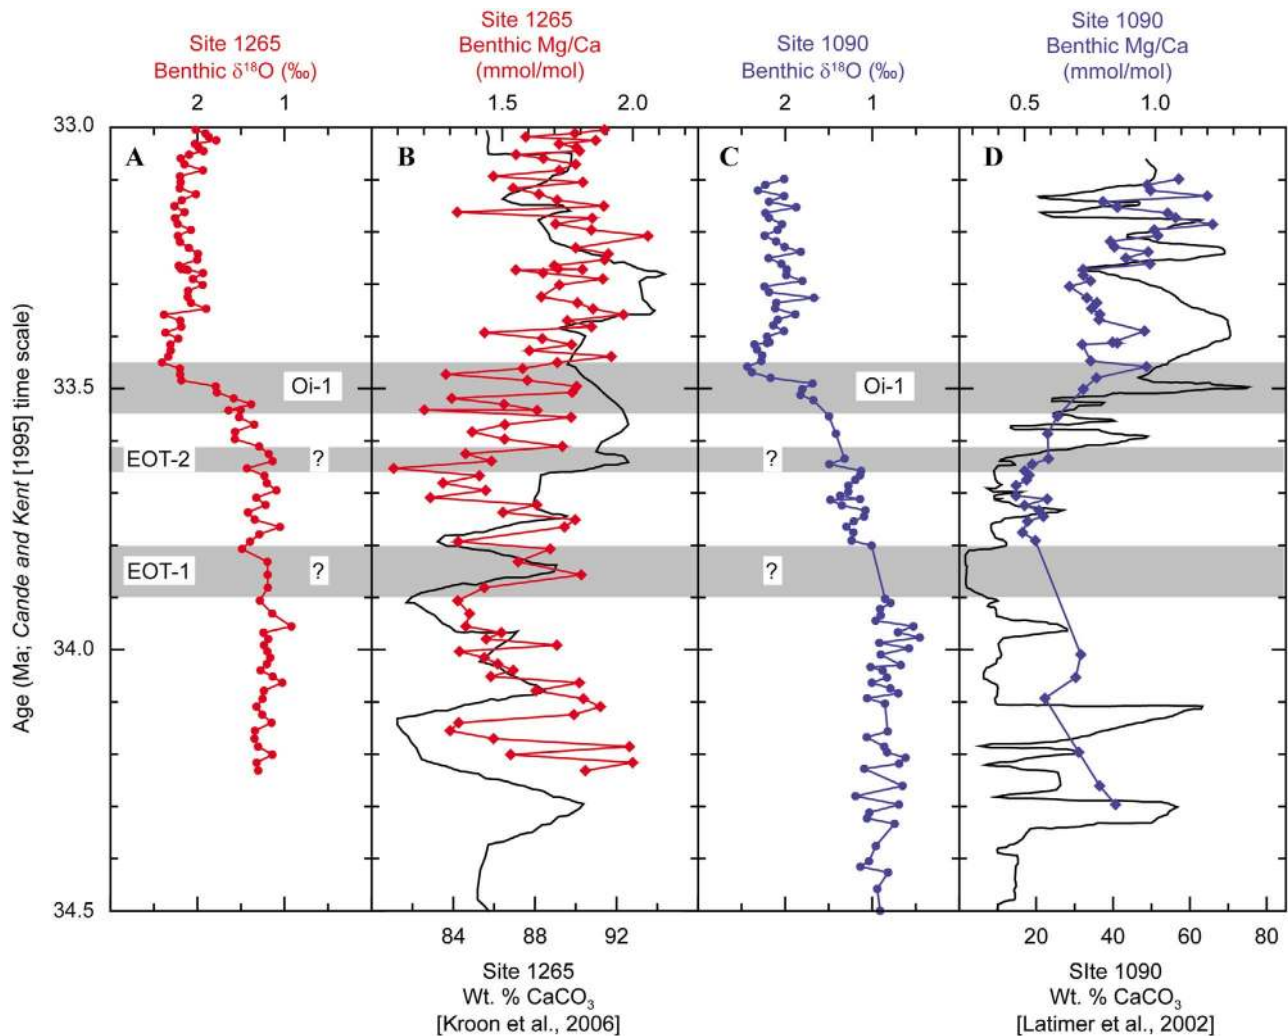 Site 1265
Benthic δ¹⁸O (‰)
2 1
Site 1265
Benthic Mg/Ca
(mmol/mol)
1.5 2.0
Site 1090
Benthic δ¹⁸O (‰)
2 1
Site 1090
Benthic Mg/Ca
(mmol/mol)
0.5 1.0
A B C D
Age (Ma; Cande and Kent [1995] time scale)
33.0
33.5
34.0
34.5
Oi-1 Oi-1
EOT-2 ? ?
EOT-1 ? ?
84 88 92
Site 1265
Wt. % CaCO₃
[Kroon et al., 2006]
20 40 60 80
SIte 1090
Wt. % CaCO₃
[Latimer et al., 2002]